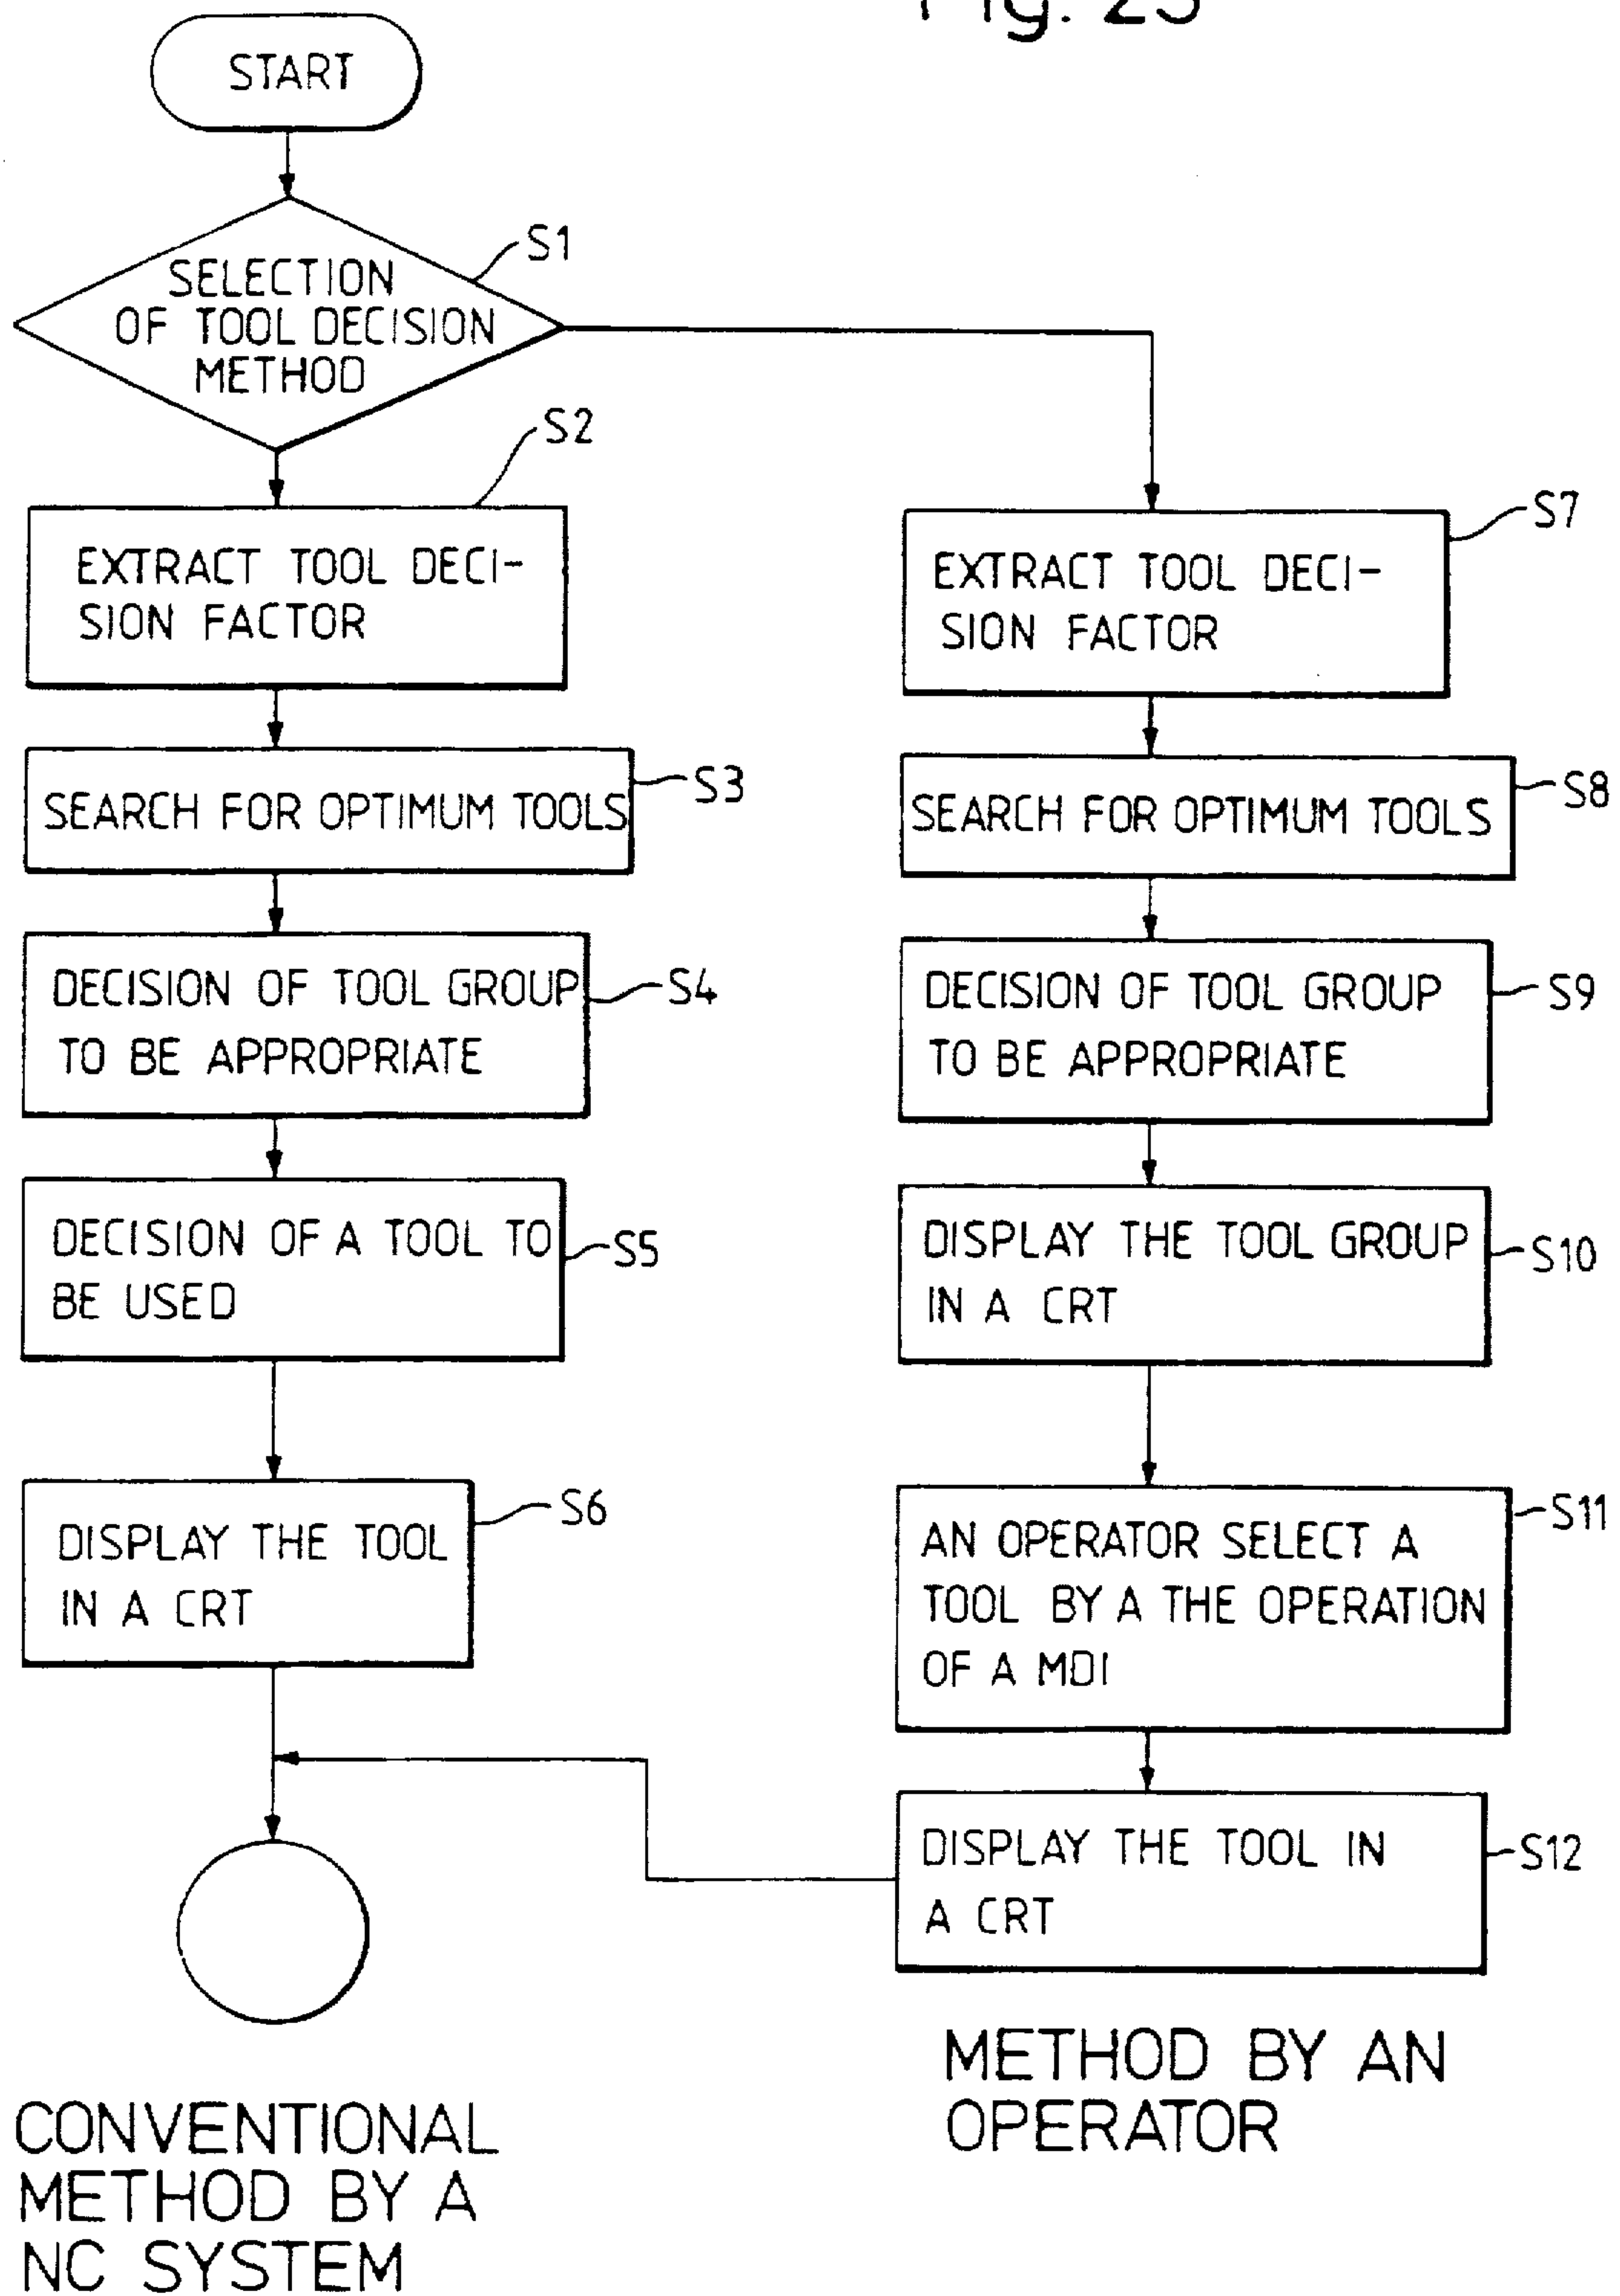 Fig. 23
START
S1
SELECTION
OF TOOL DECISION
METHOD
S2
EXTRACT TOOL DECI-
SION FACTOR
S3
SEARCH FOR OPTIMUM TOOLS
S4
DECISION OF TOOL GROUP
TO BE APPROPRIATE
S5
DECISION OF A TOOL TO
BE USED
S6
DISPLAY THE TOOL
IN A CRT
CONVENTIONAL
METHOD BY A
NC SYSTEM
S7
EXTRACT TOOL DECI-
SION FACTOR
S8
SEARCH FOR OPTIMUM TOOLS
S9
DECISION OF TOOL GROUP
TO BE APPROPRIATE
S10
DISPLAY THE TOOL GROUP
IN A CRT
S11
AN OPERATOR SELECT A
TOOL BY A THE OPERATION
OF A MDI
S12
DISPLAY THE TOOL IN
A CRT
METHOD BY AN
OPERATOR